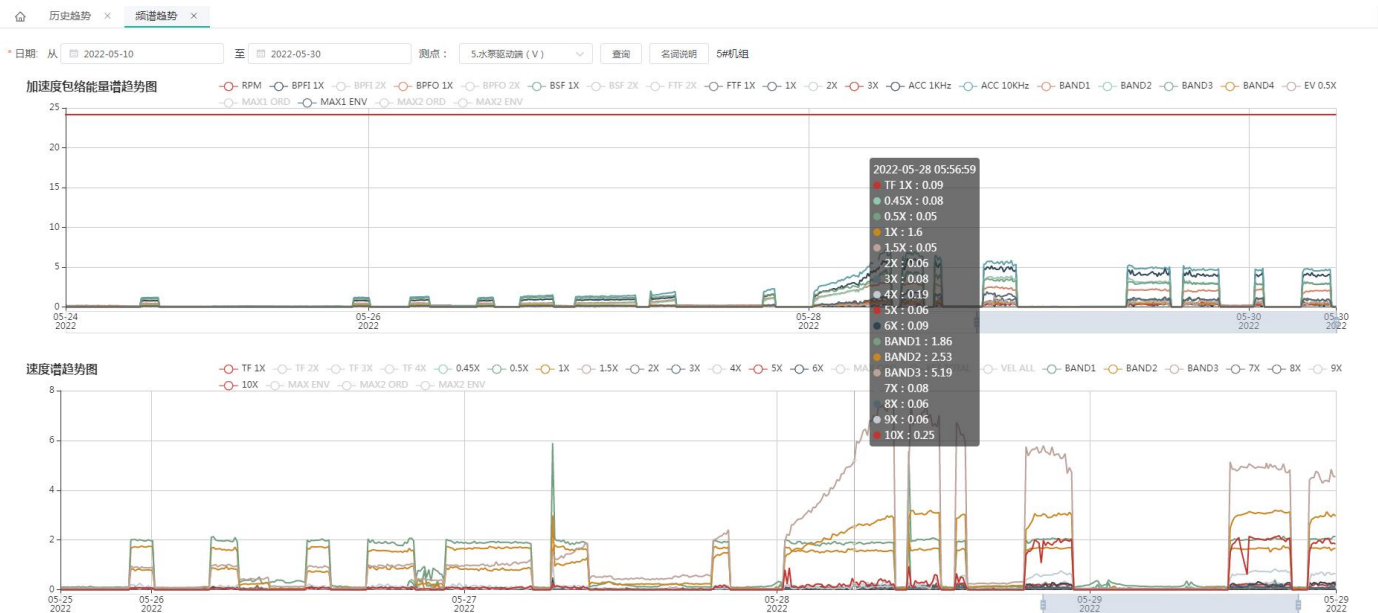 历史趋势 × 频谱趋势 ×
* 日期: 从 2022-05-10 至 2022-05-30 测点： 5.水泵驱动端（V） 查询 名词说明 5#机组
加速度包络能量谱趋势图
RPM BPFI 1X BPFI 2X BPFO 1X BPFO 2X BSF 1X BSF 2X FTF 2X FTF 1X 1X 2X 3X ACC 1KHz ACC 10KHz BAND1 BAND2 BAND3 BAND4 EV 0.5X
MAX1 ORD MAX1 ENV MAX2 ORD MAX2 ENV
25
20
15
10
5
0
05-24 05-26 05-28 05-30 05-30
2022 2022 2022 2022 2022
2022-05-28 05:56:59
TF 1X：0.09
0.45X：0.08
0.5X：0.05
1X：1.6
1.5X：0.05
2X：0.06
3X：0.08
4X：0.19
5X：0.06
6X：0.09
BAND1：1.86
BAND2：2.53
BAND3：5.19
7X：0.08
8X：0.06
9X：0.06
10X：0.25
速度谱趋势图
TF 1X TF 2X TF 3X TF 4X 0.45X 0.5X 1X 1.5X 2X 3X 4X 5X 6X VEL ALL BAND1 BAND2 BAND3 7X 8X 9X
10X MAX ENV MAX2 ORD MAX2 ENV
8
6
4
2
0
05-25 05-26 05-27 05-28 05-29 05-29
2022 2022 2022 2022 2022 2022